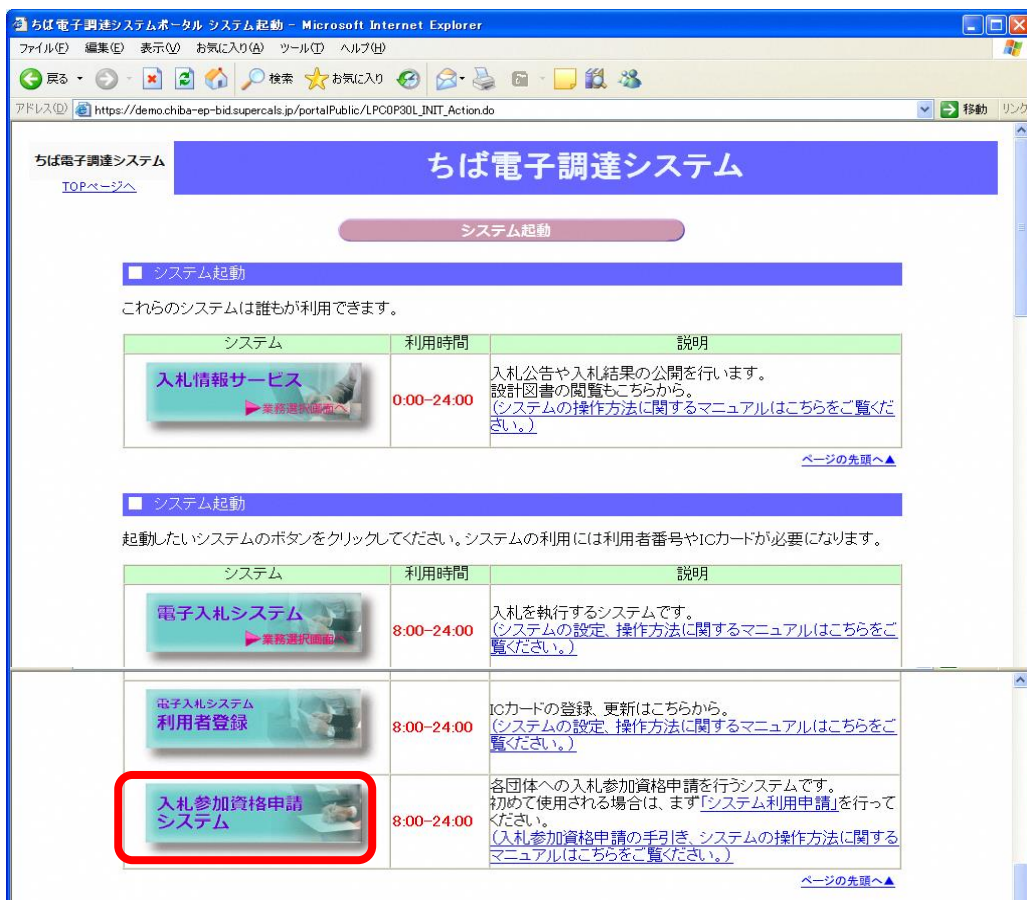 ちば電子調達システムポータル システム起動 - Microsoft Internet Explorer
ファイル(F) 編集(E) 表示(V) お気に入り(A) ツール(T) ヘルプ(H)
戻る 検索 お気に入り
アドレス(D) https://demo.chiba-ep-bid.supercals.jp/portalPublic/LPC0P30L_INIT_Action.do 移動 リンク
ちば電子調達システム
TOPページへ
ちば電子調達システム
システム起動
■ システム起動
これらのシステムは誰もが利用できます。
システム 利用時間 説明
入札情報サービス
▶業務選択画面へ
0:00-24:00
入札公告や入札結果の公開を行います。
設計図書の閲覧もこちらから。
(システムの操作方法に関するマニュアルはこちらをご覧くだ
さい。)
ページの先頭へ▲
■ システム起動
起動したいシステムのボタンをクリックしてください。システムの利用には利用者番号やICカードが必要になります。
システム 利用時間 説明
電子入札システム
▶業務選択画面へ
8:00-24:00
入札を執行するシステムです。
(システムの設定、操作方法に関するマニュアルはこちらをご
覧ください。)
電子入札システム
利用者登録
8:00-24:00
ICカードの登録、更新はこちらから。
(システムの設定、操作方法に関するマニュアルはこちらをご
覧ください。)
入札参加資格申請
システム
8:00-24:00
各団体への入札参加資格申請を行うシステムです。
初めて使用される場合は、まず「システム利用申請」を行って
ください。
(入札参加資格申請の手引き、システムの操作方法に関する
マニュアルはこちらをご覧ください。)
ページの先頭へ▲